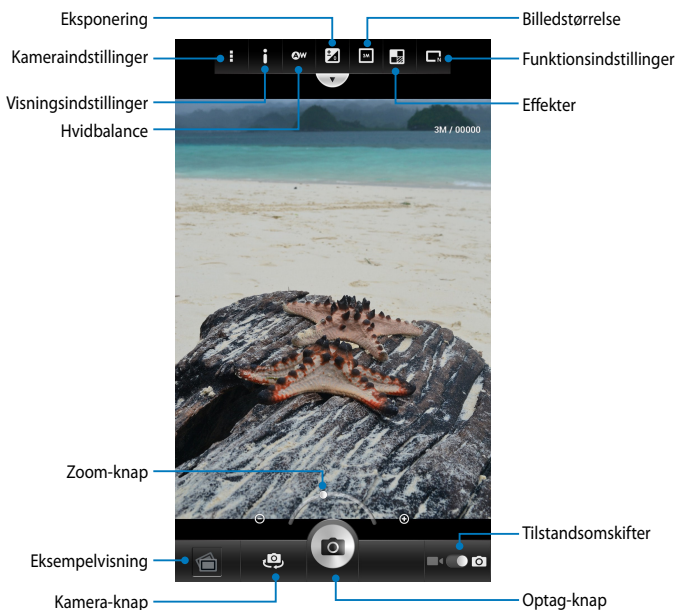 Eksponering
Billedstørrelse
Kameraindstillinger
Funktionsindstillinger
Visningsindstillinger
Effekter
Hvidbalance
3M / 00000
Zoom-knap
Tilstandsomskifter
Eksempelvisning
Kamera-knap
Optag-knap